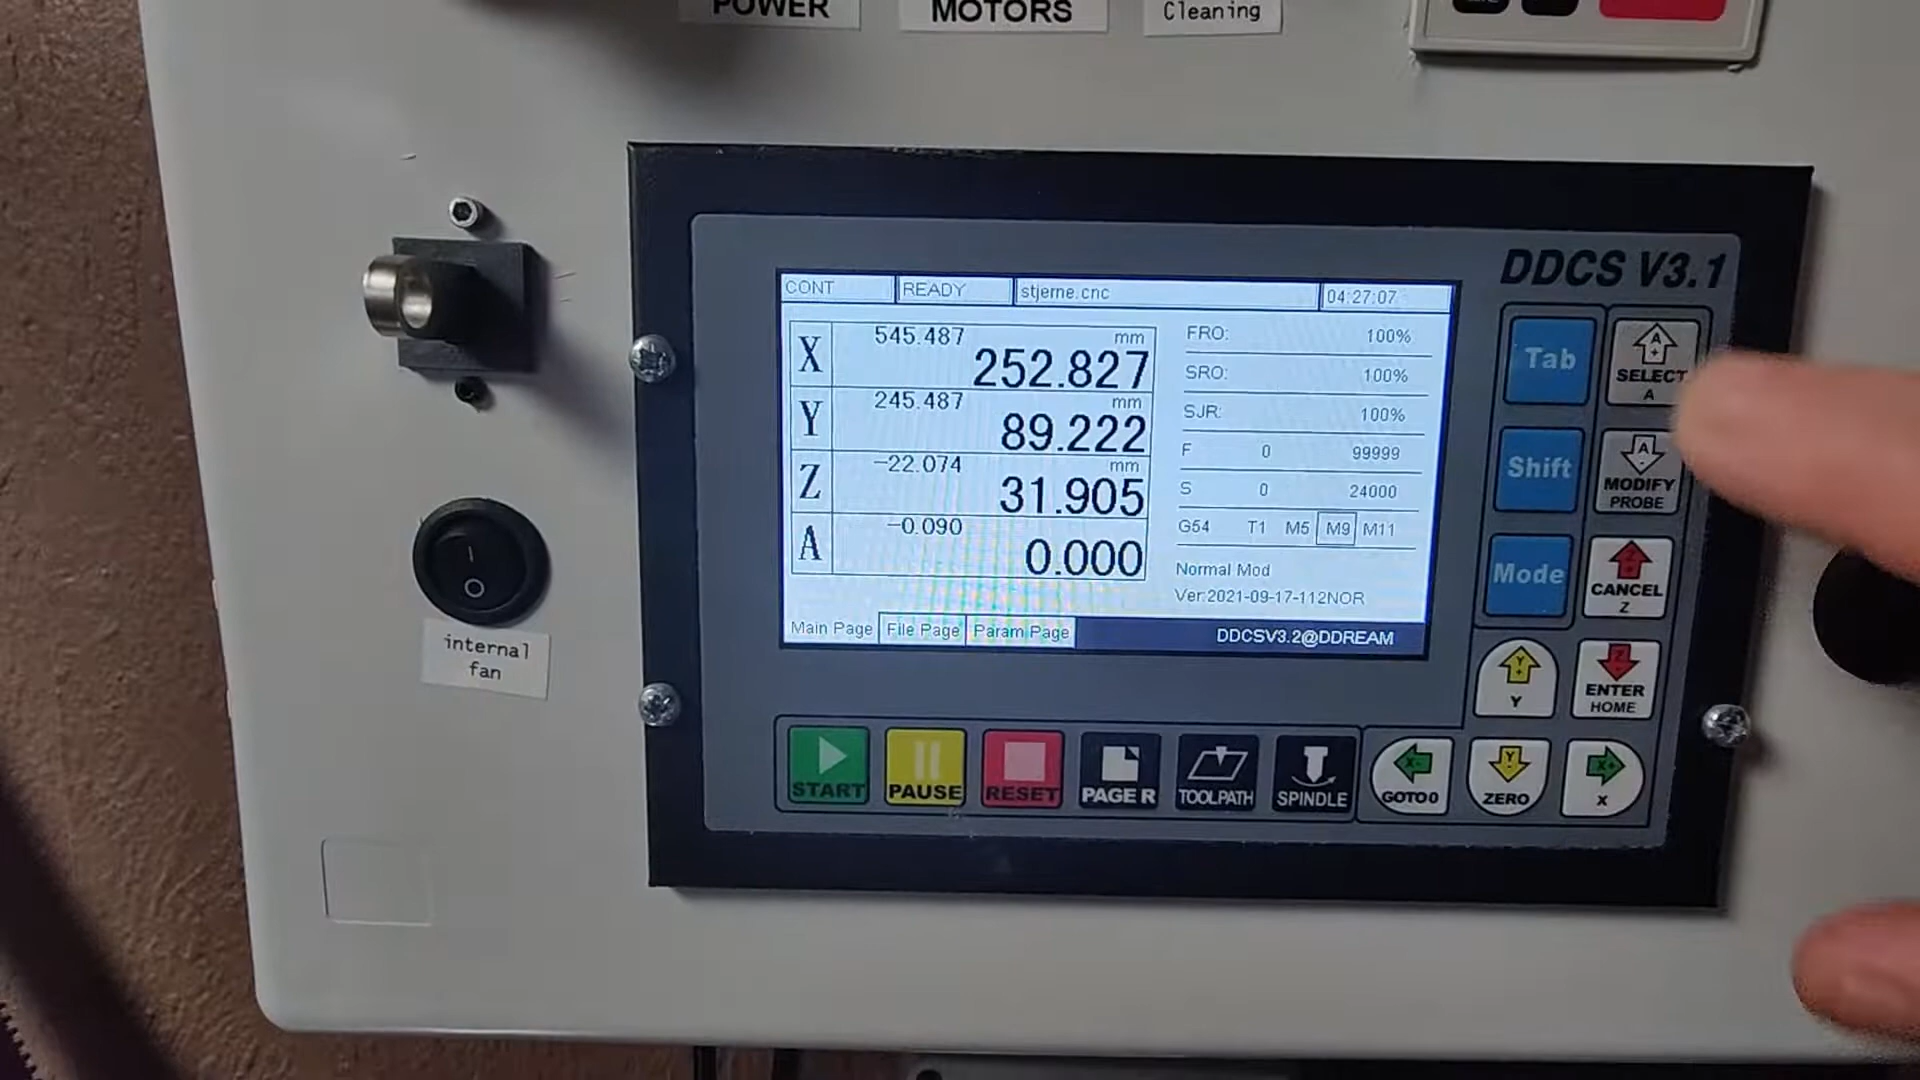 POWER
MOTORS
Cleaning
DDCS V3.1
CONT
READY
stjerne.cnc
04:27:07
X
545.487
mm
252.827
Y
245.487
mm
89.222
Z
-22.074
mm
31.905
A
-0.090
0.000
FRO:
100%
SRO:
100%
SJR:
100%
F 0 99999
S 0 24000
G54 T1 M5 M9 M11
Normal Mod
Ver:2021-09-17-112NOR
Main Page
File Page
Param Page
DDCSV3.2@DDREAM
Tab
A
+
SELECT
A
Shift
A
-
MODIFY
PROBE
Mode
Z
+
CANCEL
Z
Y
+
Y
Z
-
ENTER
HOME
internal
fan
START
PAUSE
RESET
PAGE R
TOOLPATH
SPINDLE
X-
GOTO0
Y
-
ZERO
X+
X